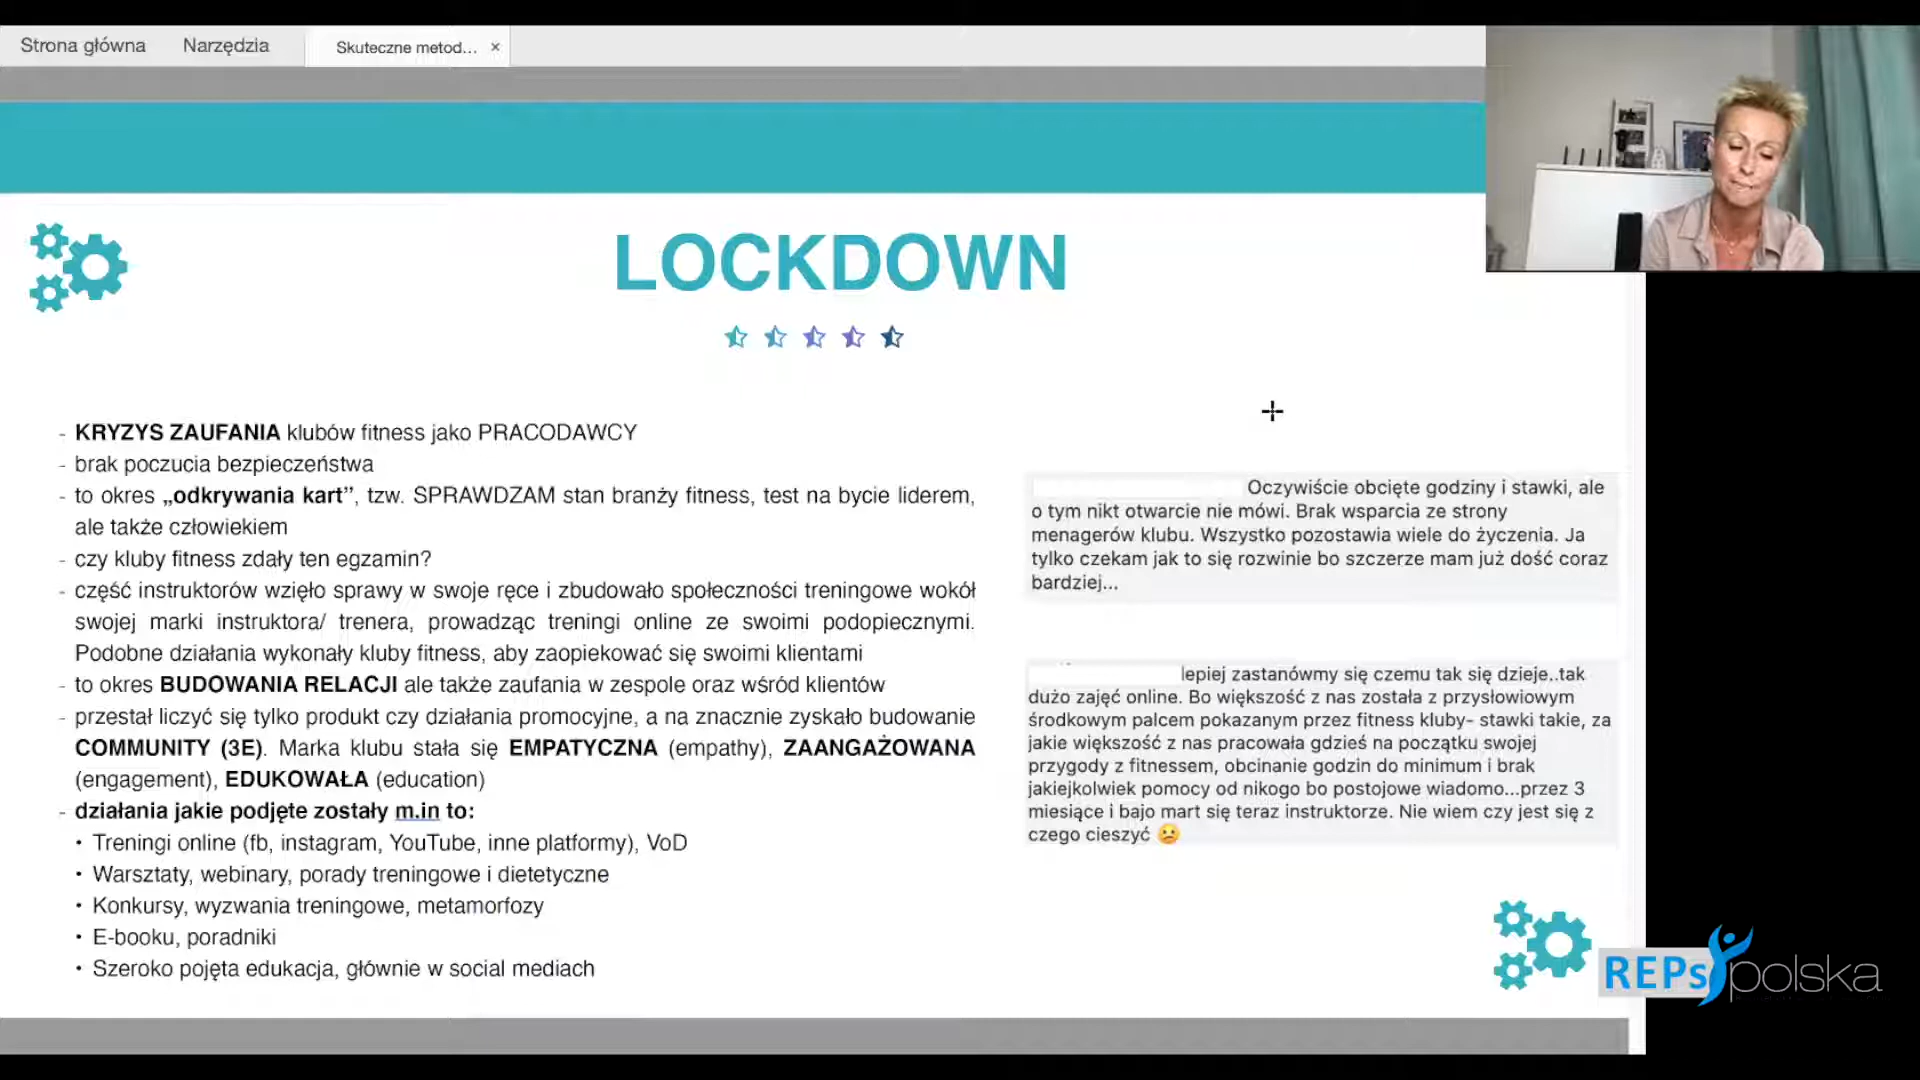 Strona główna
Narzędzia
Skuteczne metod... ×
LOCKDOWN
- KRYZYS ZAUFANIA klubów fitness jako PRACODAWCY
- brak poczucia bezpieczeństwa
- to okres „odkrywania kart”, tzw. SPRAWDZAM stan branży fitness, test na bycie liderem,
ale także człowiekiem
- czy kluby fitness zdały ten egzamin?
- część instruktorów wzięło sprawy w swoje ręce i zbudowało społeczności treningowe wokół
swojej marki instruktora/ trenera, prowadząc treningi online ze swoimi podopiecznymi.
Podobne działania wykonały kluby fitness, aby zaopiekować się swoimi klientami
- to okres BUDOWANIA RELACJI ale także zaufania w zespole oraz wśród klientów
- przestał liczyć się tylko produkt czy działania promocyjne, a na znacznie zyskało budowanie
COMMUNITY (3E). Marka klubu stała się EMPATYCZNA (empathy), ZAANGAŻOWANA
(engagement), EDUKOWAŁA (education)
- działania jakie podjęte zostały m.in to:
• Treningi online (fb, instagram, YouTube, inne platformy), VoD
• Warsztaty, webinary, porady treningowe i dietetyczne
• Konkursy, wyzwania treningowe, metamorfozy
• E-booku, poradniki
• Szeroko pojęta edukacja, głównie w social mediach
Oczywiście obcięte godziny i stawki, ale
o tym nikt otwarcie nie mówi. Brak wsparcia ze strony
menagerów klubu. Wszystko pozostawia wiele do życzenia. Ja
tylko czekam jak to się rozwinie bo szczerze mam już dość coraz
bardziej...
lepiej zastanówmy się czemu tak się dzieje..tak
dużo zajęć online. Bo większość z nas została z przysłowiowym
środkowym palcem pokazanym przez fitness kluby- stawki takie, za
jakie większość z nas pracowała gdzieś na początku swojej
przygody z fitnessem, obcinanie godzin do minimum i brak
jakiejkolwiek pomocy od nikogo bo postojowe wiadomo...przez 3
miesiące i bajo mart się teraz instruktorze. Nie wiem czy jest się z
czego cieszyć 😕
REPs polska